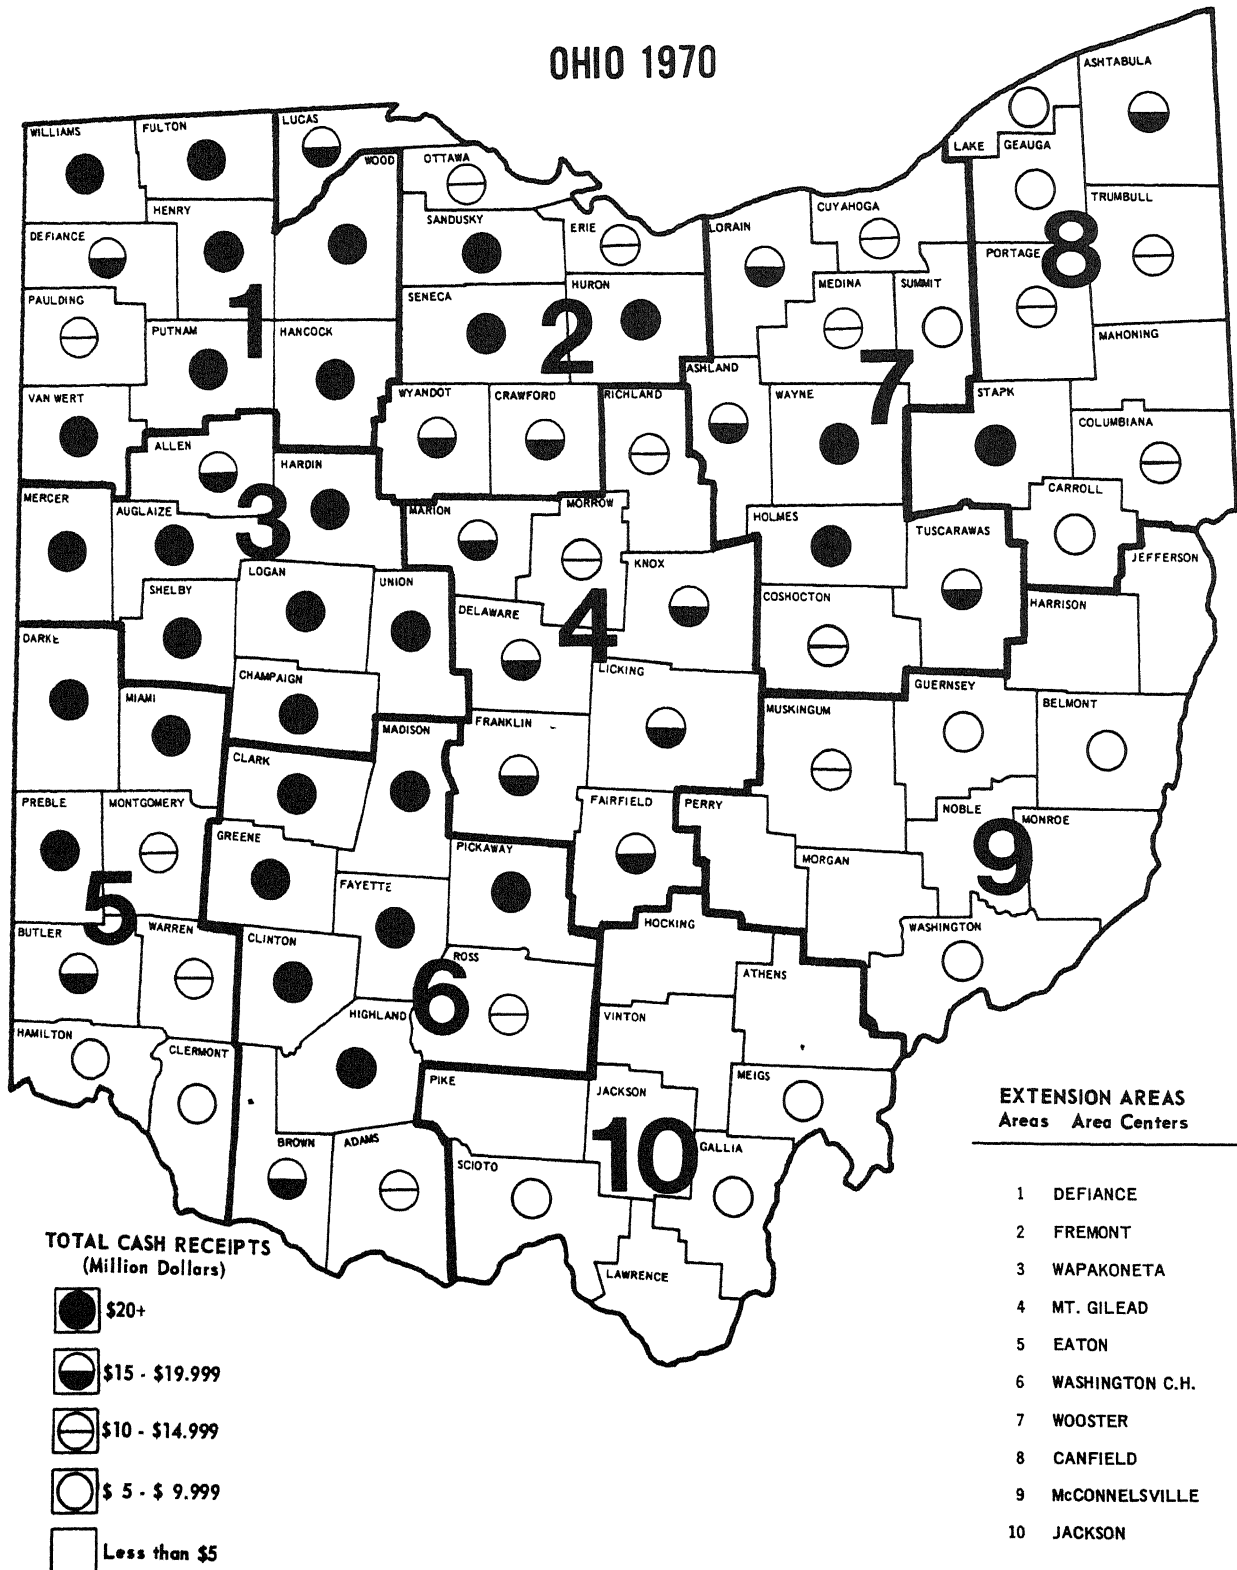 OHIO 1970
ASHTABULA
WILLIAMS
FULTON
LUCAS
WOOD
OTTAWA
LAKE
GEAUGA
TRUMBULL
HENRY
SANDUSKY
ERIE
LORAIN
CUYAHOGA
DEFIANCE
8
PORTAGE
PAULDING
SENECA
HURON
MEDINA
SUMMIT
1
2
PUTNAM
HANCOCK
MAHONING
7
ASHLAND
VAN WERT
WYANDOT
CRAWFORD
RICHLAND
WAYNE
STAPK
COLUMBIANA
ALLEN
HARDIN
CARROLL
MERCER
AUGLAIZE
3
MARION
MORROW
HOLMES
TUSCARAWAS
JEFFERSON
LOGAN
UNION
KNOX
SHELBY
COSHOCTON
HARRISON
DELAWARE
4
DARKE
LICKING
CHAMPAIGN
GUERNSEY
MIAMI
FRANKLIN
MUSKINGUM
BELMONT
MADISON
CLARK
PREBLE
MONTGOMERY
FAIRFIELD
PERRY
NOBLE
MONROE
GREENE
PICKAWAY
9
MORGAN
FAYETTE
5
HOCKING
BUTLER
WARREN
CLINTON
WASHINGTON
ROSS
6
ATHENS
HIGHLAND
VINTON
HAMILTON
CLERMONT
PIKE
JACKSON
MEIGS
BROWN
ADAMS
10
GALLIA
SCIOTO
LAWRENCE
TOTAL CASH RECEIPTS
(Million Dollars)
$20+
$15 - $19.999
$10 - $14.999
$ 5 - $ 9.999
Less than $5
EXTENSION AREAS
Areas Area Centers
1 DEFIANCE
2 FREMONT
3 WAPAKONETA
4 MT. GILEAD
5 EATON
6 WASHINGTON C.H.
7 WOOSTER
8 CANFIELD
9 McCONNELSVILLE
10 JACKSON